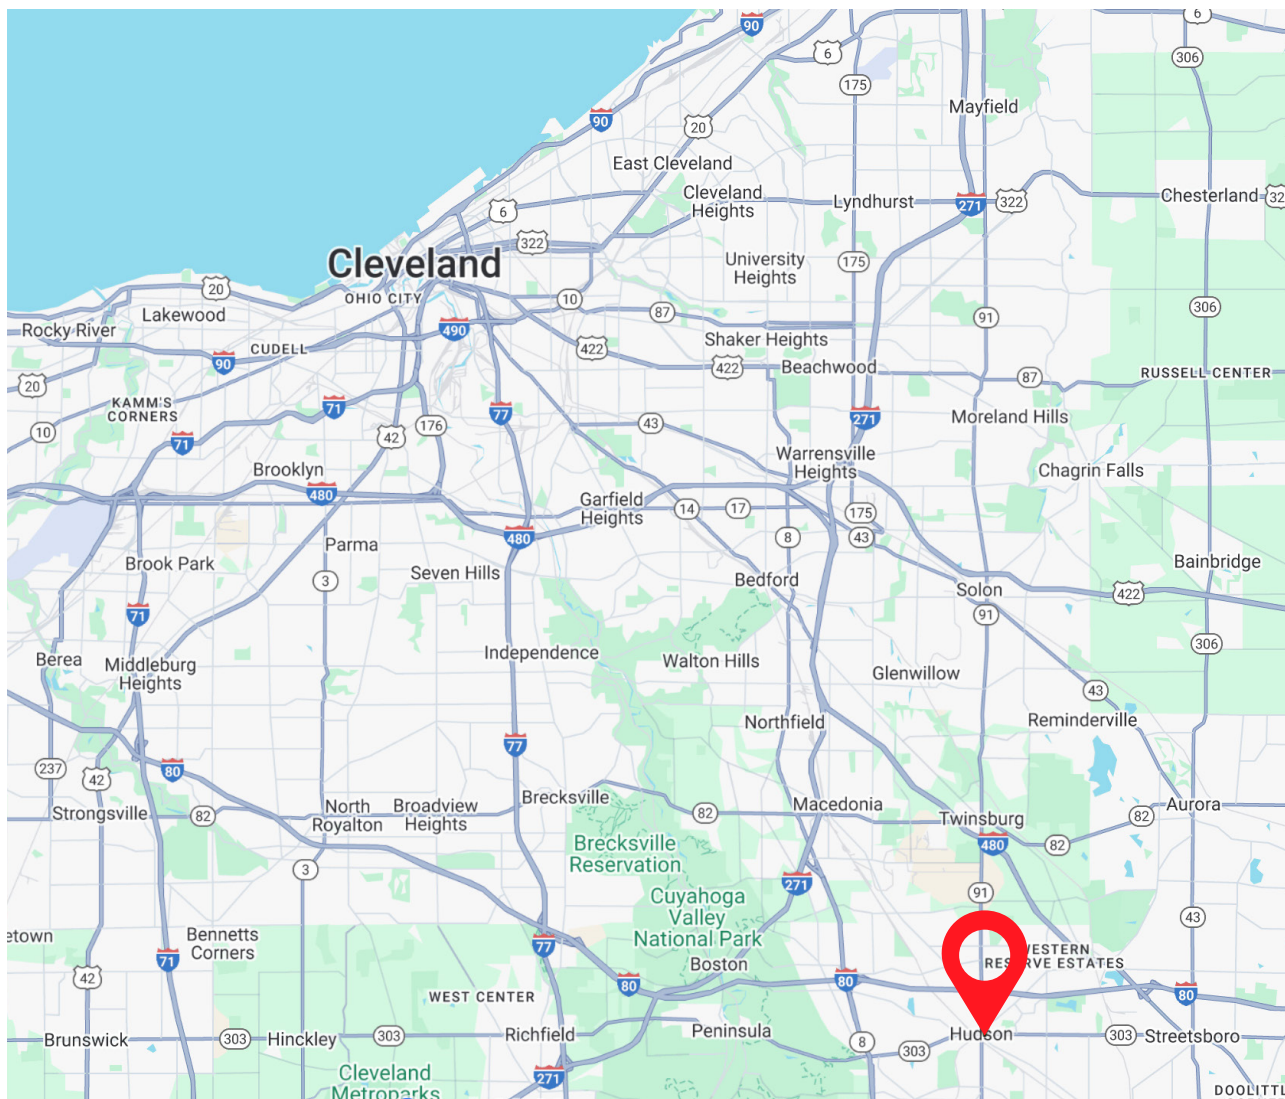 6
90
6
306
175
Mayfield
90
20
East Cleveland
Cleveland
Heights
Lyndhurst
271
322
Chesterland
32
6
322
University
Heights
175
Cleveland
OHIO CITY
20
Lakewood
Rocky River
490
10
87
306
91
CUDELL
90
422
Shaker Heights
422
Beachwood
87
RUSSELL CENTER
20
KAMM'S
CORNERS
71
77
271
Moreland Hills
10
71
42
176
43
Warrensville
Heights
Chagrin Falls
Brooklyn
480
Garfield
Heights
14
17
175
480
8
43
Parma
Brook Park
Seven Hills
Bedford
Bainbridge
3
Solon
422
71
91
Berea
Middleburg
Heights
Independence
Walton Hills
Glenwillow
306
43
Northfield
Reminderville
77
237
42
80
Strongsville
82
North
Royalton
Broadview
Heights
Brecksville
82
Macedonia
Twinsburg
82
Aurora
480
82
Brecksville
Reservation
3
271
91
Cuyahoga
Valley
National Park
43
etown
Bennetts
Corners
77
71
Boston
WESTERN
RESERVE ESTATES
42
WEST CENTER
80
80
80
Brunswick
303
Hinckley
303
Richfield
Peninsula
8
303
Hudson
303
Streetsboro
Cleveland
Metroparks
271
DOOLITTL